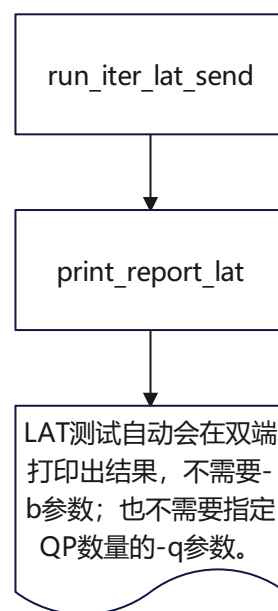 run_iter_lat_send
print_report_lat
LAT测试自动会在双端
打印出结果，不需要-
b参数；也不需要指定
QP数量的-q参数。